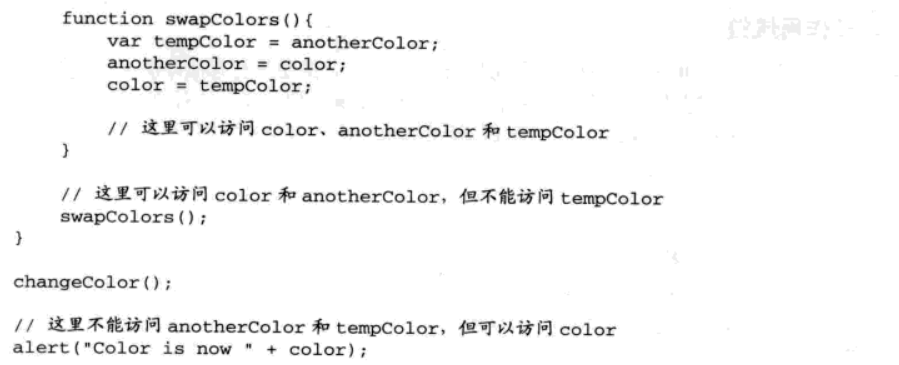 function swapColors(){
var tempColor = anotherColor;
anotherColor = color;
color = tempColor;
// 这里可以访问 color、anotherColor 和 tempColor
}
// 这里可以访问 color 和 anotherColor，但不能访问 tempColor
swapColors();
}
changeColor();
// 这里不能访问 anotherColor 和 tempColor，但可以访问 color
alert("Color is now " + color);